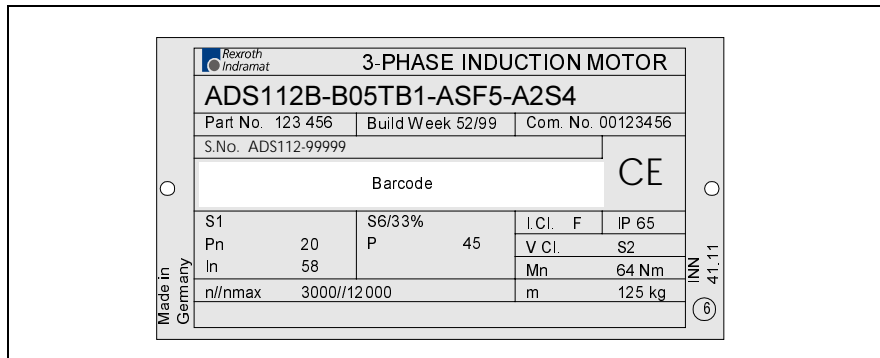 Rexroth
Indramat
3-PHASE INDUCTION MOTOR
ADS112B-B05TB1-ASF5-A2S4
Part No. 123 456 Build Week 52/99 Com. No. 00123456
S.No. ADS112-99999
CE
Barcode
S1 S6/33% I.Cl. F IP 65
Pn 20 P 45 V Cl. S2
In 58 Mn 64 Nm
n//nmax 3000//12000 m 125 kg
Made in
Germany
INN
41.11
6